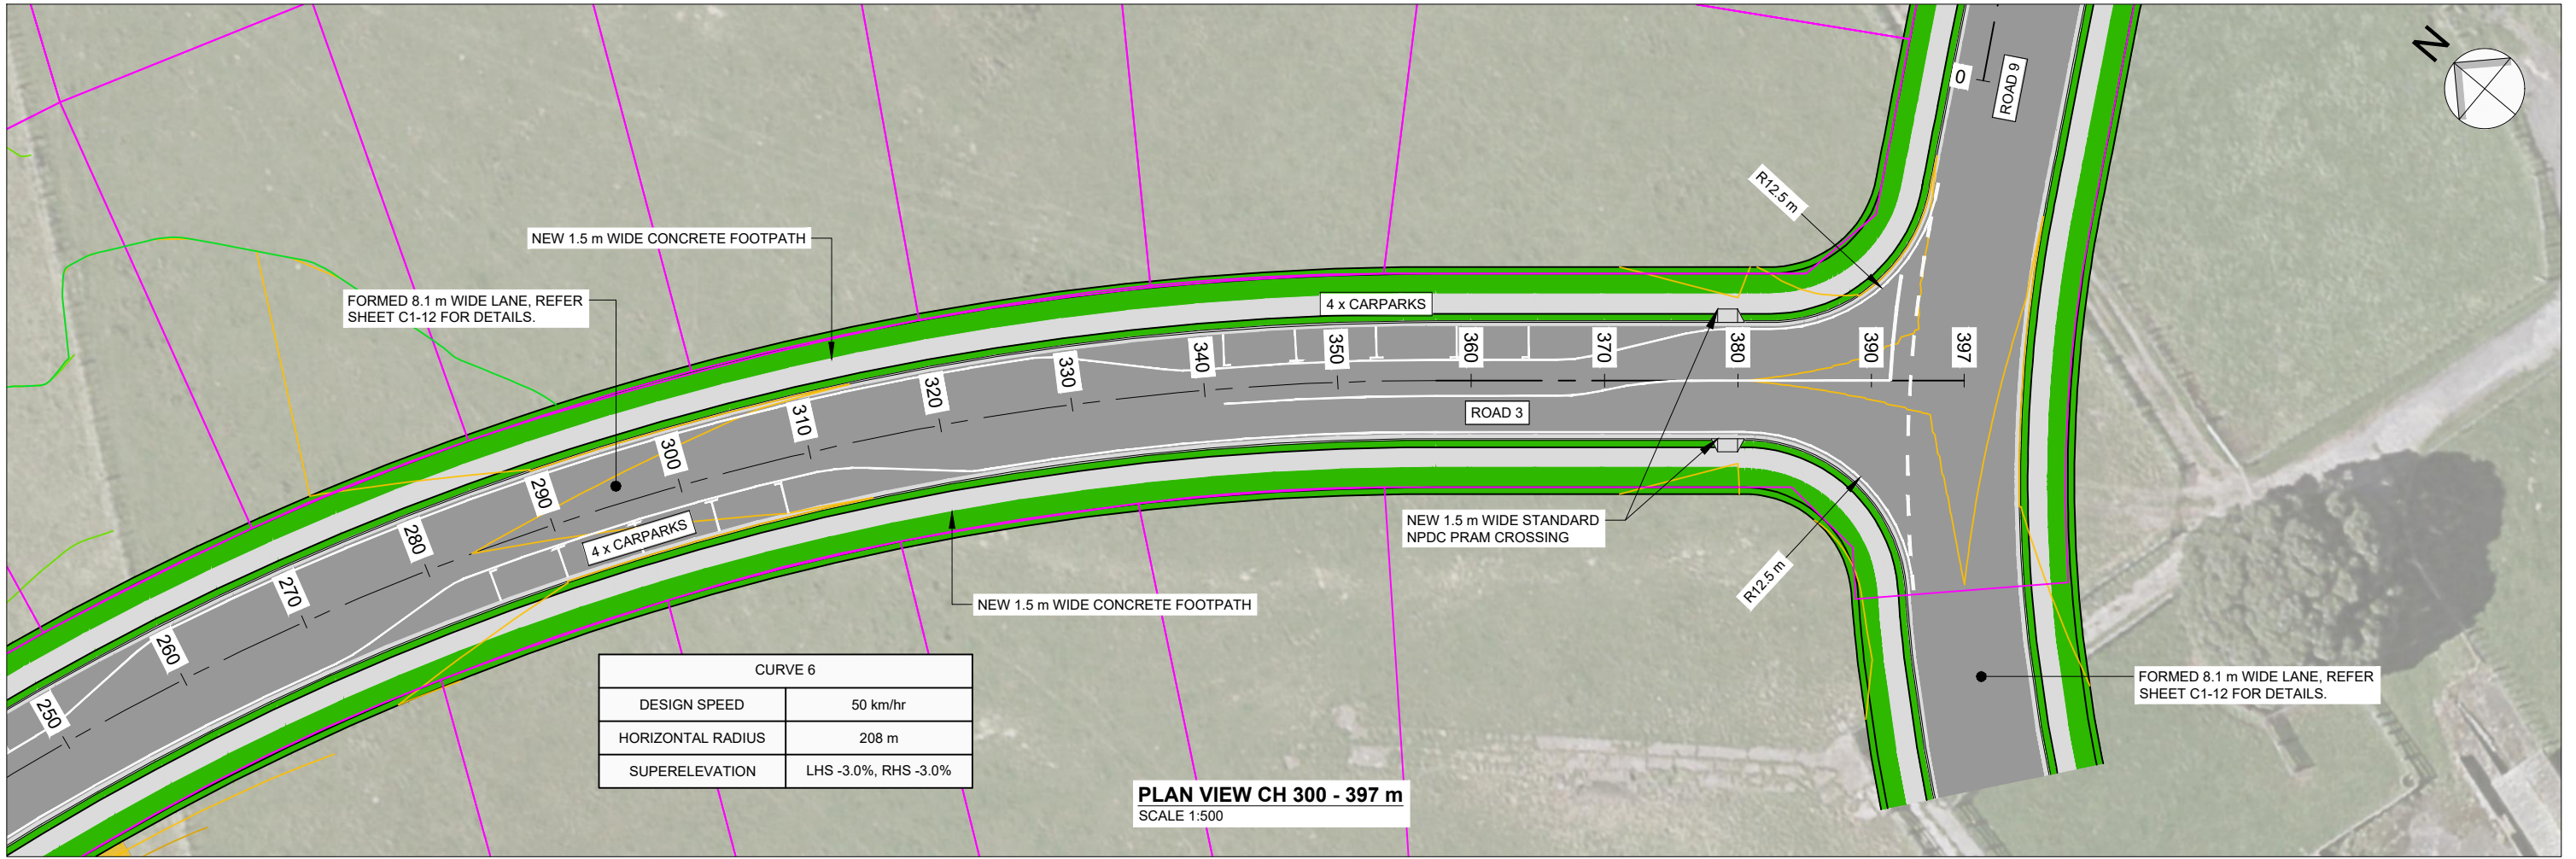 N
0
ROAD 9
R12.5 m
NEW 1.5 m WIDE CONCRETE FOOTPATH
FORMED 8.1 m WIDE LANE, REFER
SHEET C1-12 FOR DETAILS.
4 x CARPARKS
250
260
270
280
290
300
310
320
330
340
350
360
370
380
390
397
ROAD 3
4 x CARPARKS
NEW 1.5 m WIDE STANDARD
NPDC PRAM CROSSING
R12.5 m
NEW 1.5 m WIDE CONCRETE FOOTPATH
CURVE 6
DESIGN SPEED 50 km/hr
HORIZONTAL RADIUS 208 m
SUPERELEVATION LHS -3.0%, RHS -3.0%
FORMED 8.1 m WIDE LANE, REFER
SHEET C1-12 FOR DETAILS.
PLAN VIEW CH 300 - 397 m
SCALE 1:500